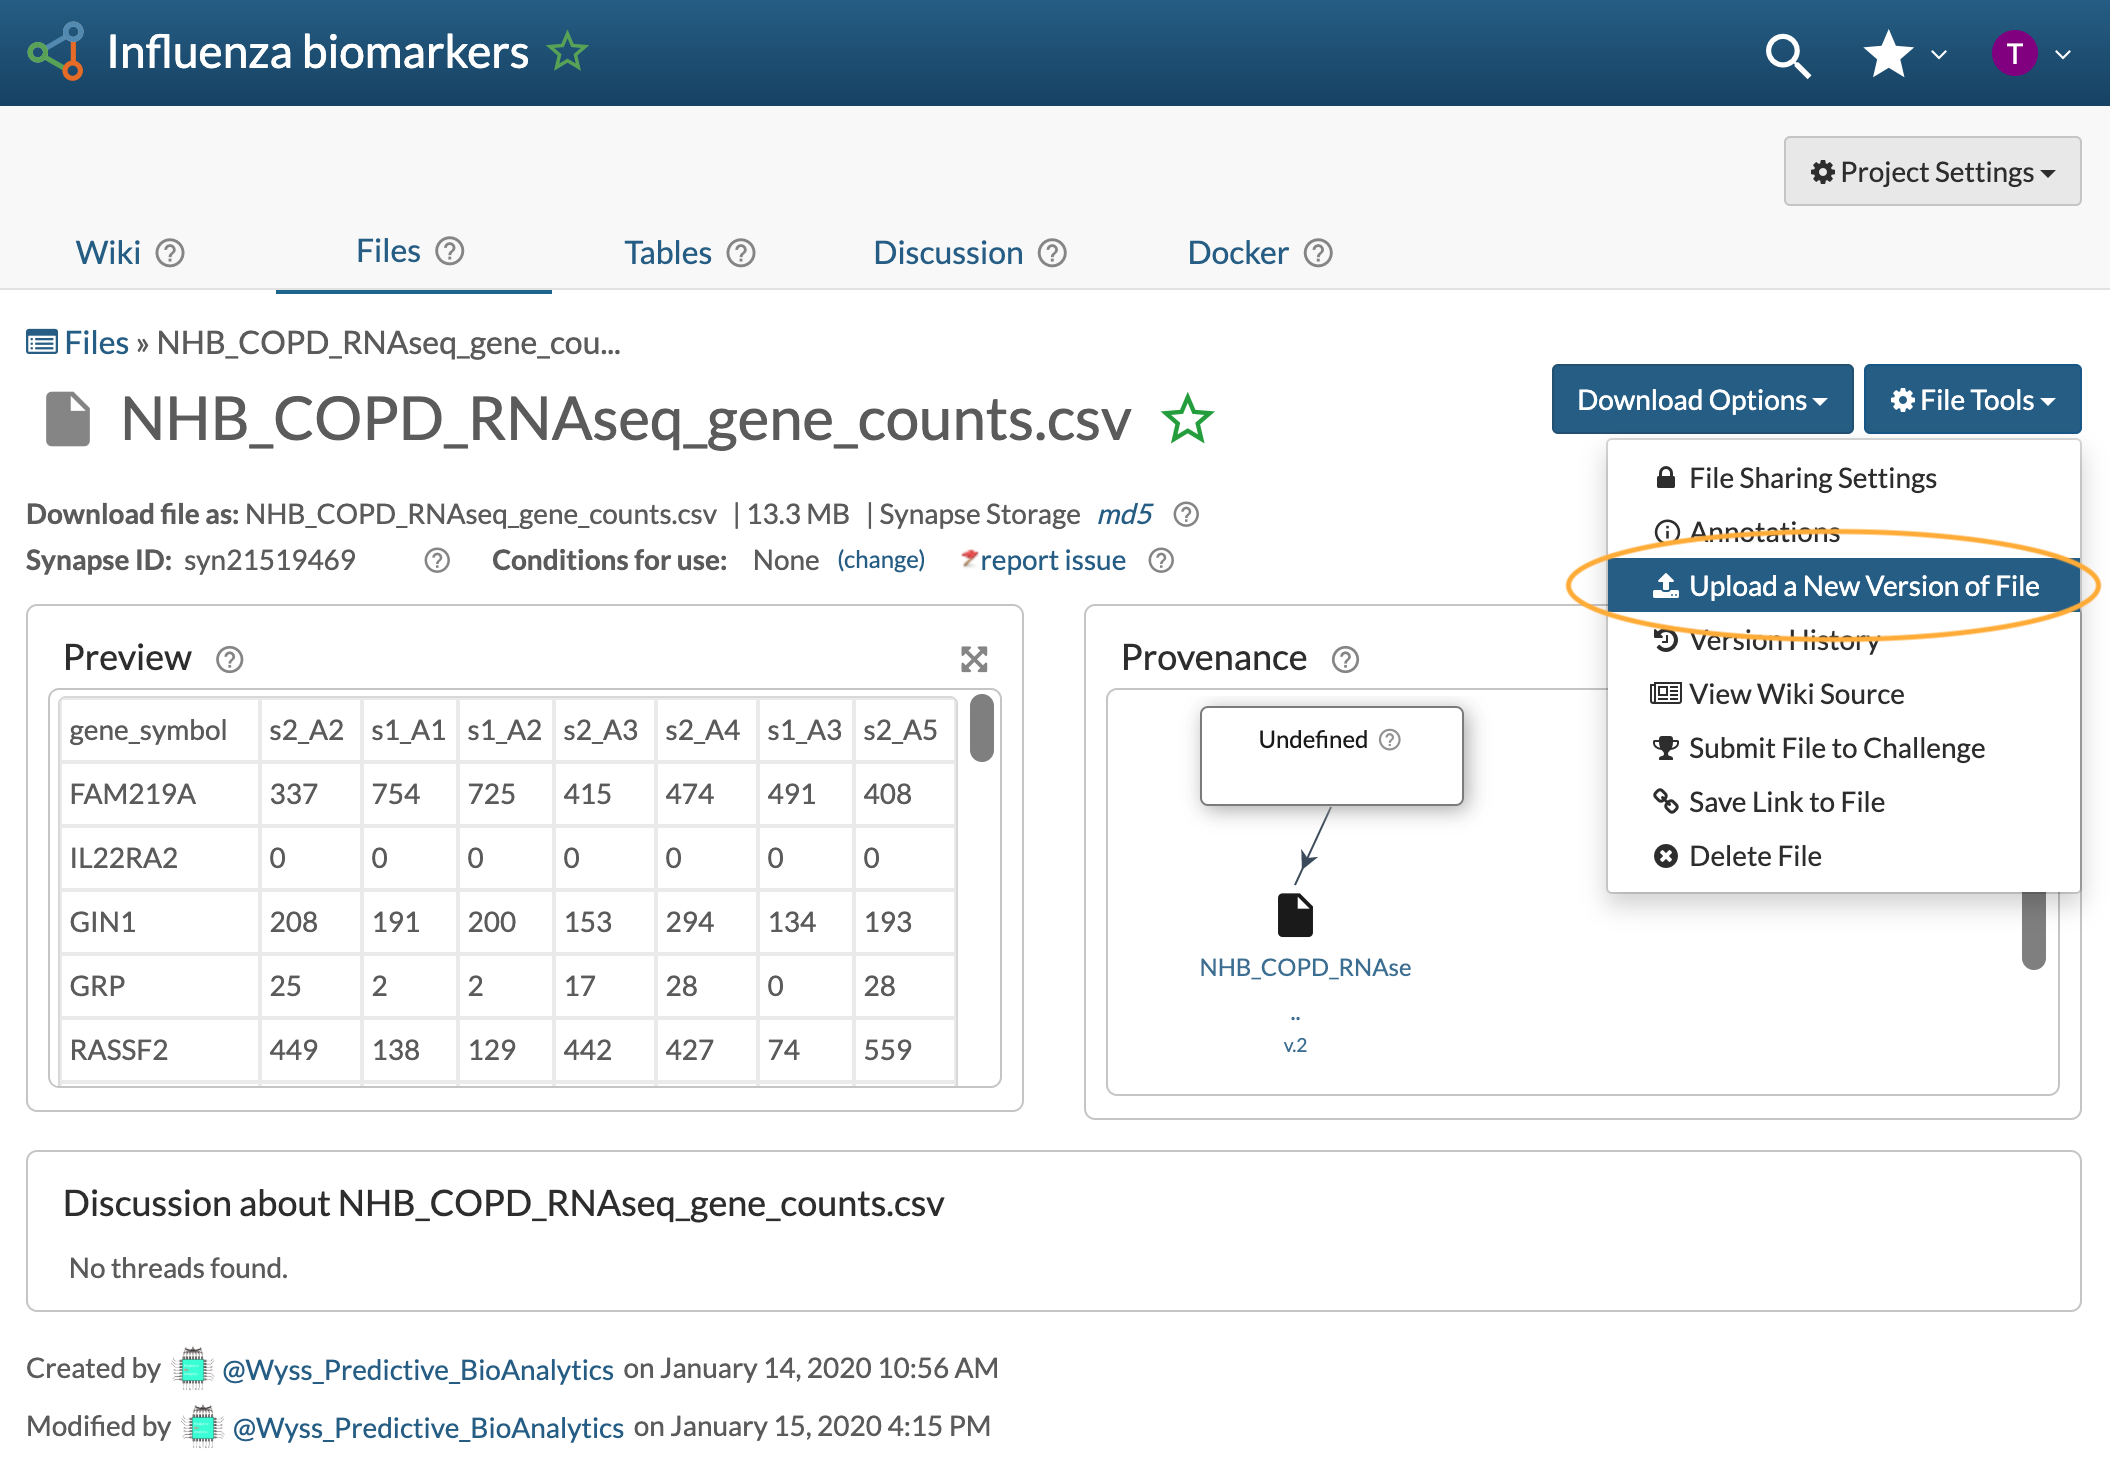 Influenza biomarkers
T
Project Settings
Wiki ? Files ? Tables ? Discussion ? Docker ?
Files » NHB_COPD_RNAseq_gene_cou...
NHB_COPD_RNAseq_gene_counts.csv
Download Options
File Tools
Download file as: NHB_COPD_RNAseq_gene_counts.csv | 13.3 MB | Synapse Storage md5 ?
Synapse ID: syn21519469 ? Conditions for use: None (change) report issue ?
File Sharing Settings
Annotations
Upload a New Version of File
Version History
View Wiki Source
Submit File to Challenge
Save Link to File
Delete File
Preview ?
gene_symbol s2_A2 s1_A1 s1_A2 s2_A3 s2_A4 s1_A3 s2_A5
FAM219A 337 754 725 415 474 491 408
IL22RA2 0 0 0 0 0 0 0
GIN1 208 191 200 153 294 134 193
GRP 25 2 2 17 28 0 28
RASSF2 449 138 129 442 427 74 559
Provenance ?
Undefined ?
NHB_COPD_RNAse
..
v.2
Discussion about NHB_COPD_RNAseq_gene_counts.csv
No threads found.
Created by @Wyss_Predictive_BioAnalytics on January 14, 2020 10:56 AM
Modified by @Wyss_Predictive_BioAnalytics on January 15, 2020 4:15 PM